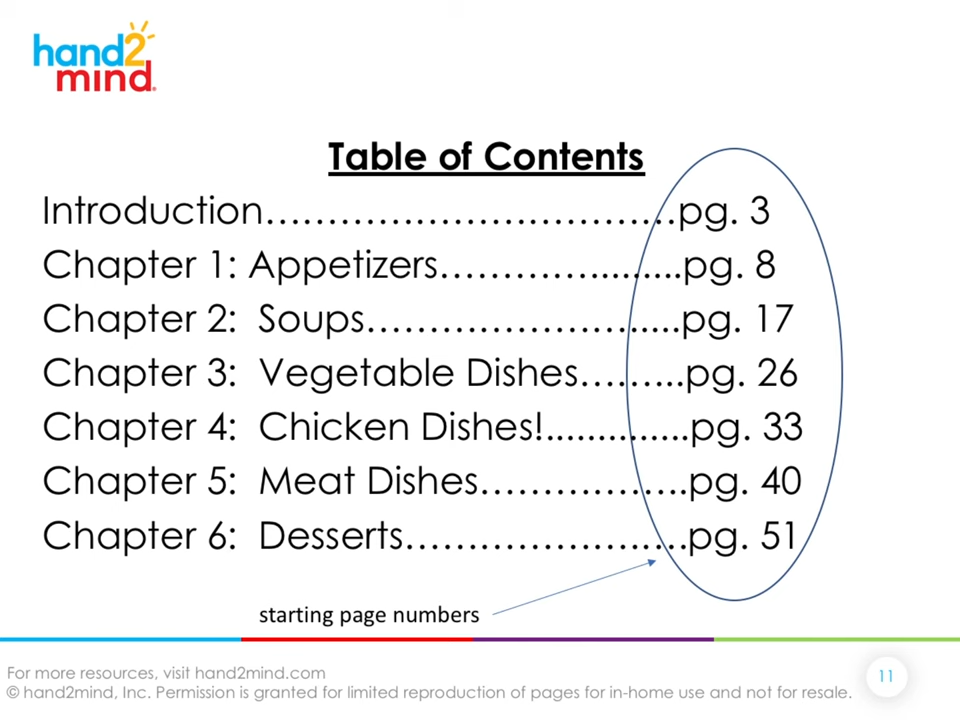 hand2
mind®
Table of Contents
Introduction……………………………pg. 3
Chapter 1: Appetizers…………..........pg. 8
Chapter 2:  Soups………………….....pg. 17
Chapter 3:  Vegetable Dishes……...pg. 26
Chapter 4:  Chicken Dishes!..............pg. 33
Chapter 5:  Meat Dishes……………..pg. 40
Chapter 6:  Desserts……………….….pg. 51
starting page numbers
For more resources, visit hand2mind.com
© hand2mind, Inc. Permission is granted for limited reproduction of pages for in-home use and not for resale.
11